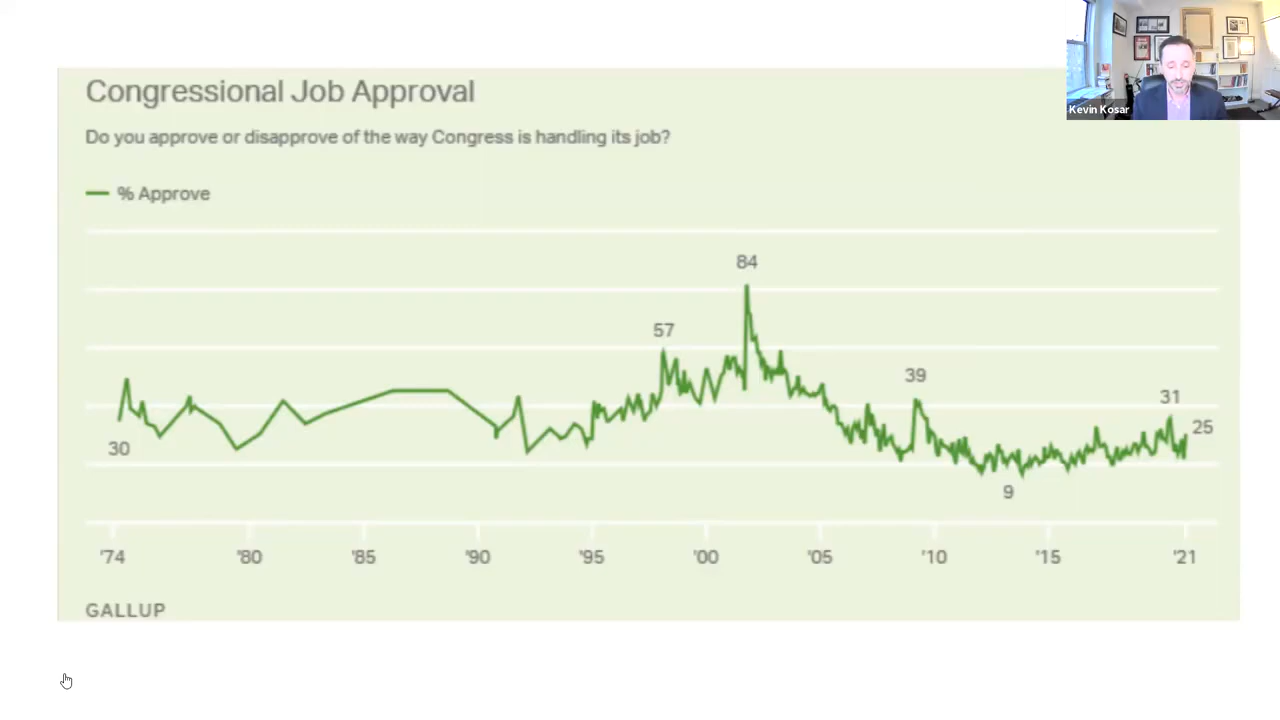 Kevin Kosar
Congressional Job Approval
Do you approve or disapprove of the way Congress is handling its job?
% Approve
84
57
39
31
25
30
9
'74 '80 '85 '90 '95 '00 '05 '10 '15 '21
GALLUP